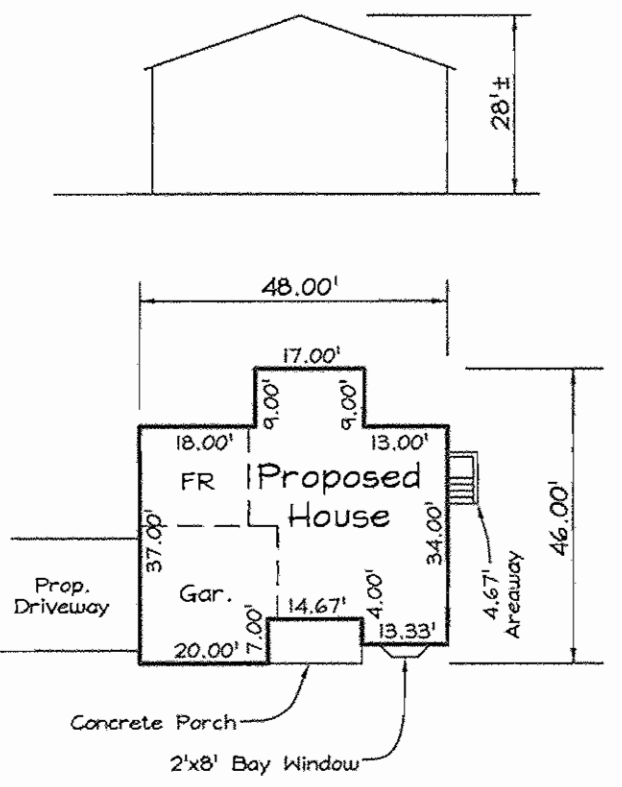 28'±
48.00'
17.00'
9.00'
9.00'
18.00'
13.00'
FR
Proposed
House
37.00'
34.00'
46.00'
4.67'
Areaway
Prop.
Driveway
Gar.
14.67'
4.00'
7.00'
13.33'
20.00'
Concrete Porch
2'x8' Bay Window